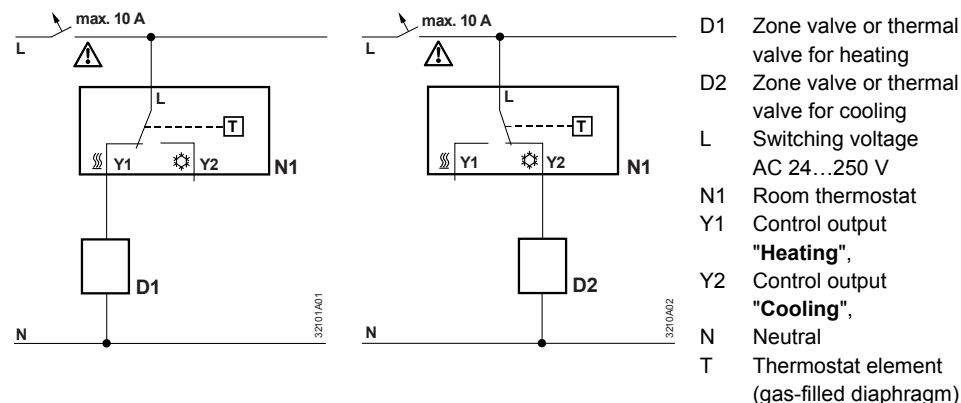 max. 10 A
L
L
T
Y1
Y2
N1
D1
N
32101A01
max. 10 A
L
L
T
Y1
Y2
N1
D2
N
3210A02
D1 Zone valve or thermal
valve for heating
D2 Zone valve or thermal
valve for cooling
L Switching voltage
AC 24…250 V
N1 Room thermostat
Y1 Control output
"Heating",
Y2 Control output
"Cooling",
N Neutral
T Thermostat element
(gas-filled diaphragm)